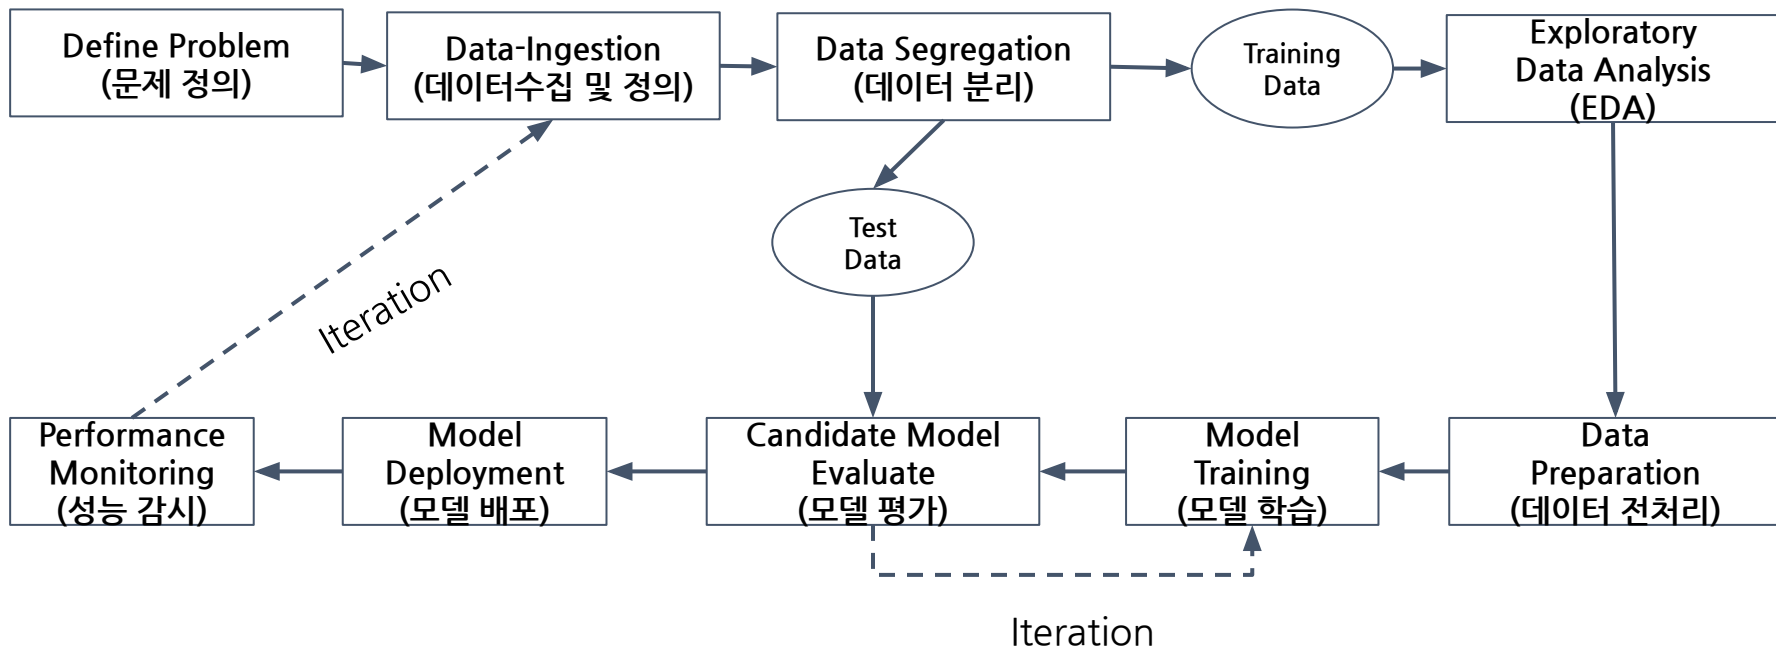 Define Problem
(문제 정의)
Data-Ingestion
(데이터수집 및 정의)
Data Segregation
(데이터 분리)
Training
Data
Exploratory
Data Analysis
(EDA)
Test
Data
Iteration
Performance
Monitoring
(성능 감시)
Model
Deployment
(모델 배포)
Candidate Model
Evaluate
(모델 평가)
Model
Training
(모델 학습)
Data
Preparation
(데이터 전처리)
Iteration